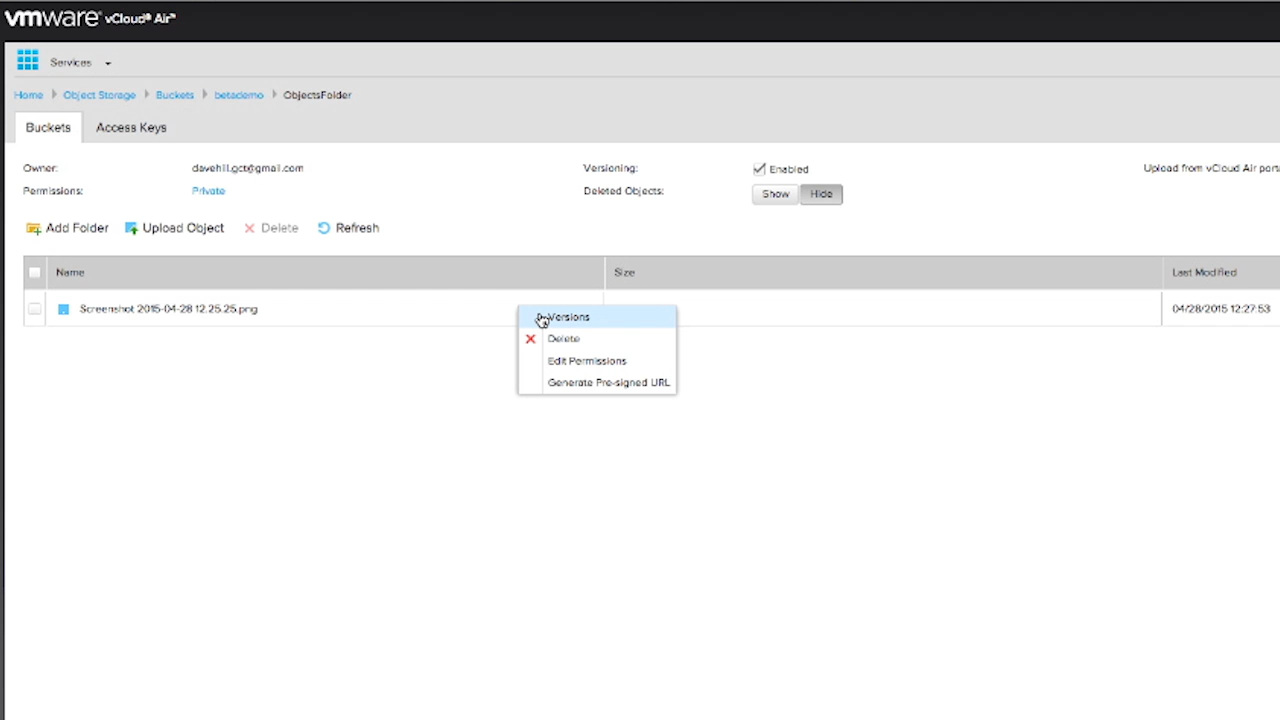 vmware® vCloud® Air™
Services
Home Object Storage Buckets betademo ObjectsFolder
Buckets Access Keys
Owner: davehill.gct@gmail.com Versioning: Enabled Upload from vCloud Air
Permissions: Private Deleted Objects: Show Hide
Add Folder Upload Object Delete Refresh
Name Size Last Modified
Screenshot 2015-04-28 12.25.25.png 04/28/2015 12:27:53
Versions
Delete
Edit Permissions
Generate Pre-signed URL